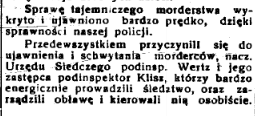 Sprawę tajemniczego morderstwa wy-
kryto i ujawniono bardzo prędko, dzięki
sprawności naszej policji.
Przedewszystkiem przyczynili się do
ujawnienia i schwytania morderców, nacz.
Urzędu Śledczego podinsp. Wertz i jego
zastępca podinspektor Klisz, którzy bardzo
energicznie prowadzili śledztwo, oraz za-
rządzili obławę i kierowali nią osobiście.